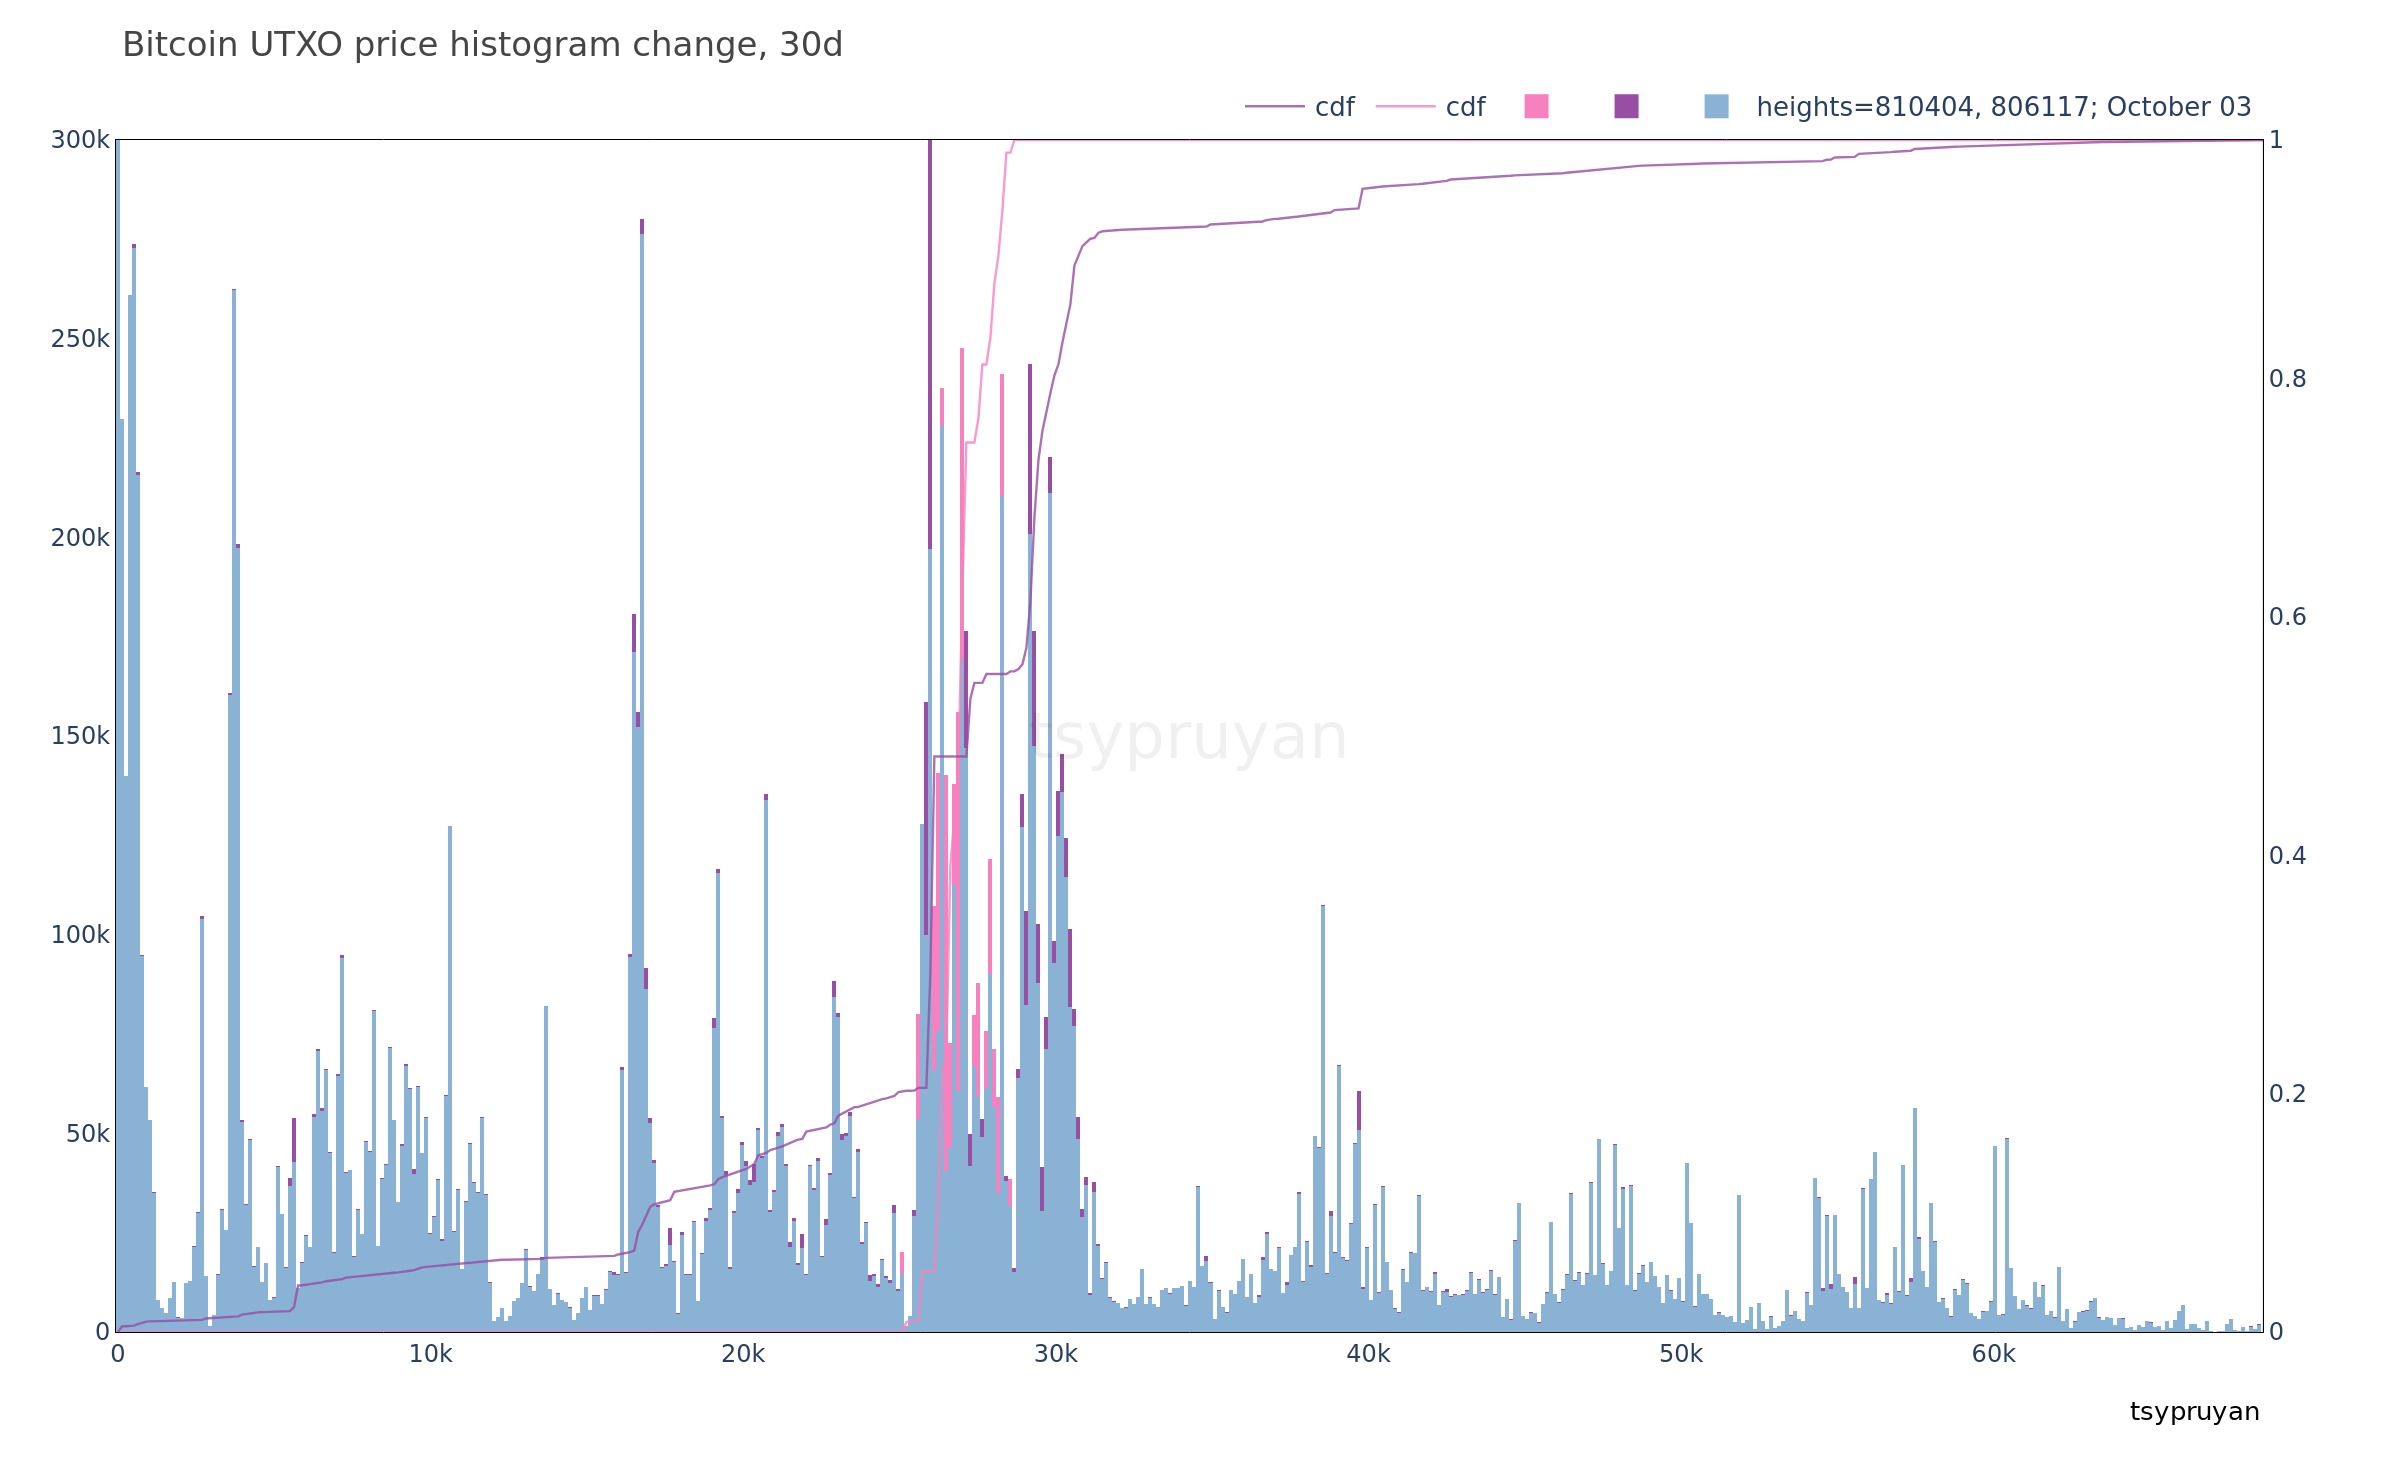 Bitcoin UTXO price histogram change, 30d
cdf cdf heights=810404, 806117; October 03
300k 1
250k
0.8
200k
0.6
150k
tsypruyan
0.4
100k
0.2
50k
0 0
0 10k 20k 30k 40k 50k 60k
tsypruyan